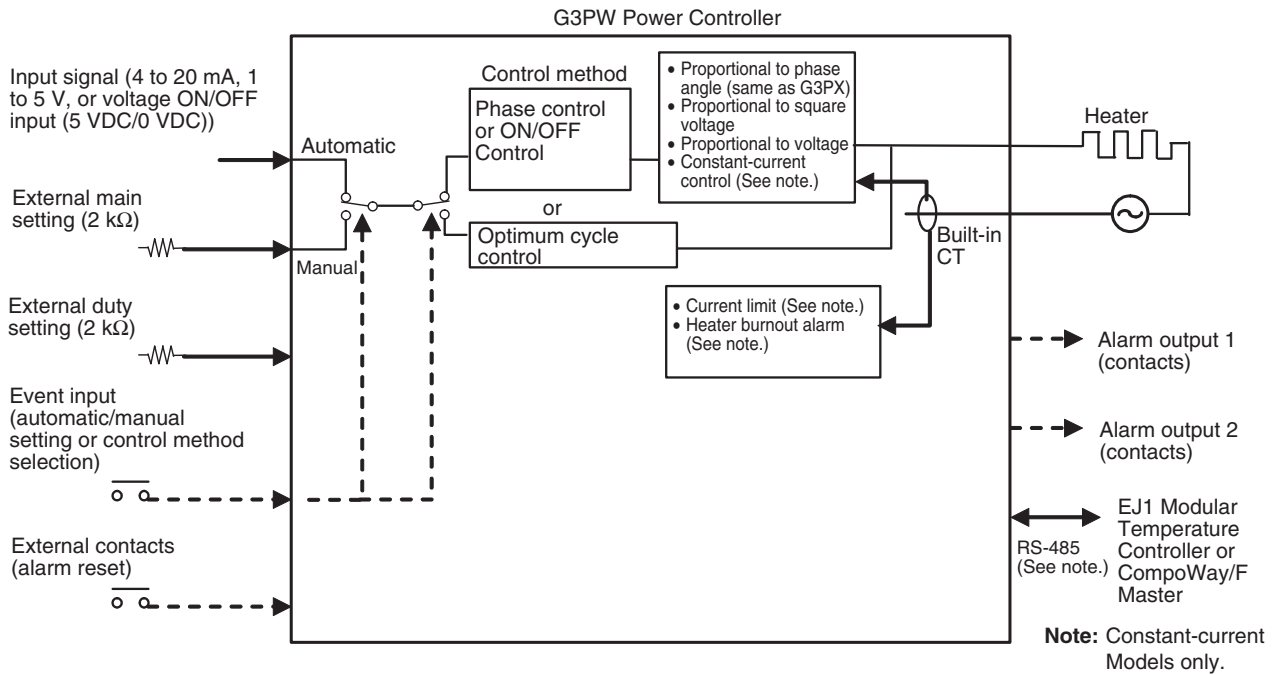 G3PW Power Controller
Input signal (4 to 20 mA, 1
to 5 V, or voltage ON/OFF
input (5 VDC/0 VDC))
Automatic
External main
setting (2 kΩ)
Manual
External duty
setting (2 kΩ)
Event input
(automatic/manual
setting or control method
selection)
External contacts
(alarm reset)
Control method
Phase control
or ON/OFF
Control
or
Optimum cycle
control
• Proportional to phase
angle (same as G3PX)
• Proportional to square
voltage
• Proportional to voltage
• Constant-current
control (See note.)
• Current limit (See note.)
• Heater burnout alarm
(See note.)
Built-in
CT
Heater
Alarm output 1
(contacts)
Alarm output 2
(contacts)
RS-485
(See note.)
EJ1 Modular
Temperature
Controller or
CompoWay/F
Master
Note: Constant-current
Models only.